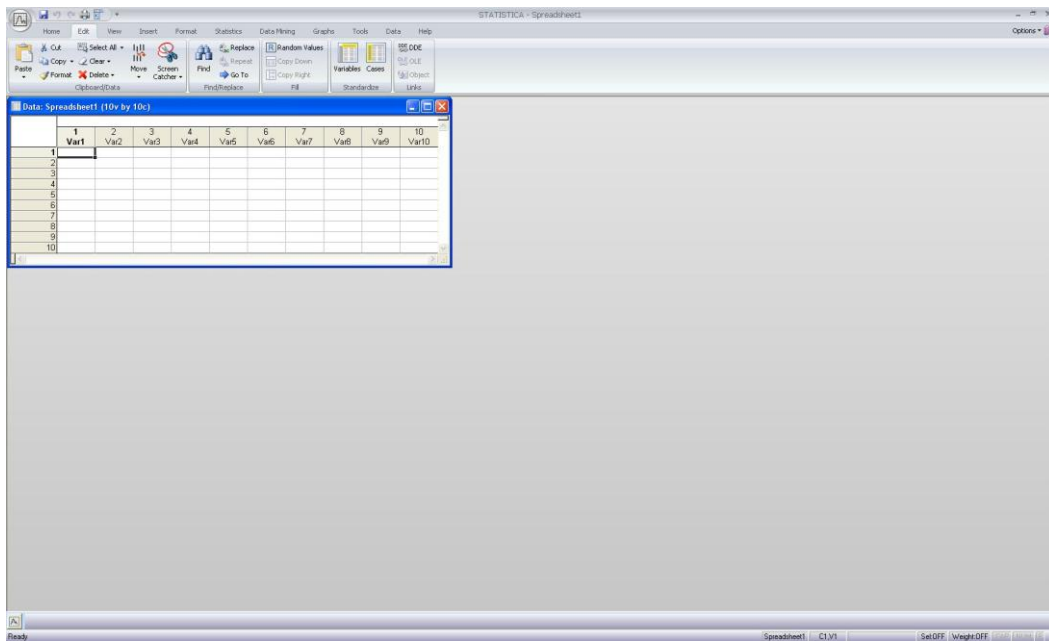 STATISTICA - Spreadsheet1
Home Edit View Insert Format Statistics Data Mining Graphs Tools Data Help Options
Paste Cut Copy Format Select All Clear Delete Move Screen Catcher Find Replace Repeat Go To Random Values Copy Down Copy Right Variables Cases DDE OLE Object
Clipboard/Data Find/Replace Fill Standardize Links
Data: Spreadsheet1 (10v by 10c)
1 2 3 4 5 6 7 8 9 10
Var1 Var2 Var3 Var4 Var5 Var6 Var7 Var8 Var9 Var10
1
2
3
4
5
6
7
8
9
10
Ready Spreadsheet1 C1,V1 Sel:OFF Weight:OFF